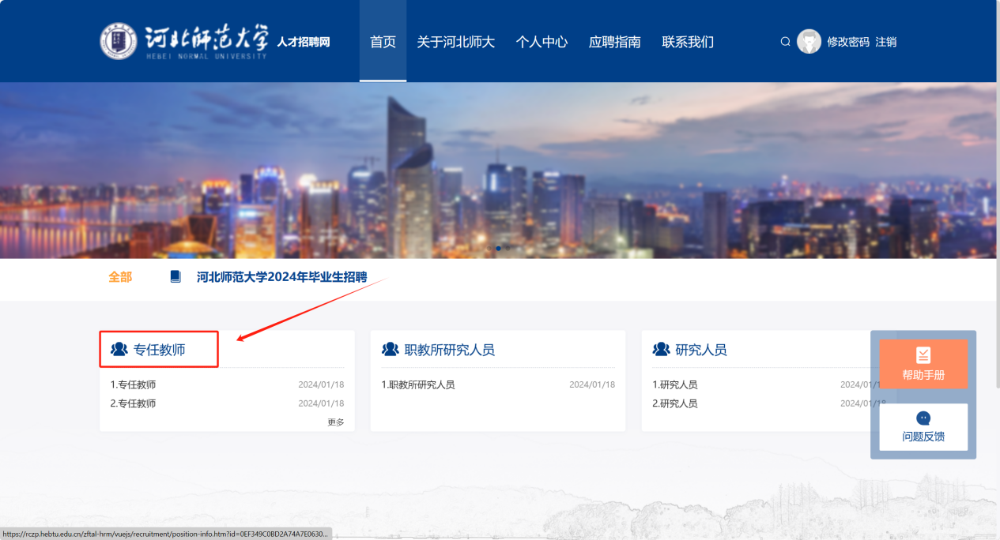 河北师范大学 人才招聘网
HEBEI NORMAL UNIVERSITY
首页 关于河北师大 个人中心 应聘指南 联系我们 修改密码 注销
全部 河北师范大学2024年毕业生招聘
专任教师
1.专任教师 2024/01/18
2.专任教师 2024/01/18
更多
职教所研究人员
1.职教所研究人员 2024/01/18
研究人员
1.研究人员 2024/01/18
2.研究人员 2024/01/18
帮助手册
问题反馈
https://rczp.hebtu.edu.cn/zftal-hrm/vuejs/recruitment/position-info.htm?id=0EF349C0BD2A74A7E0630...